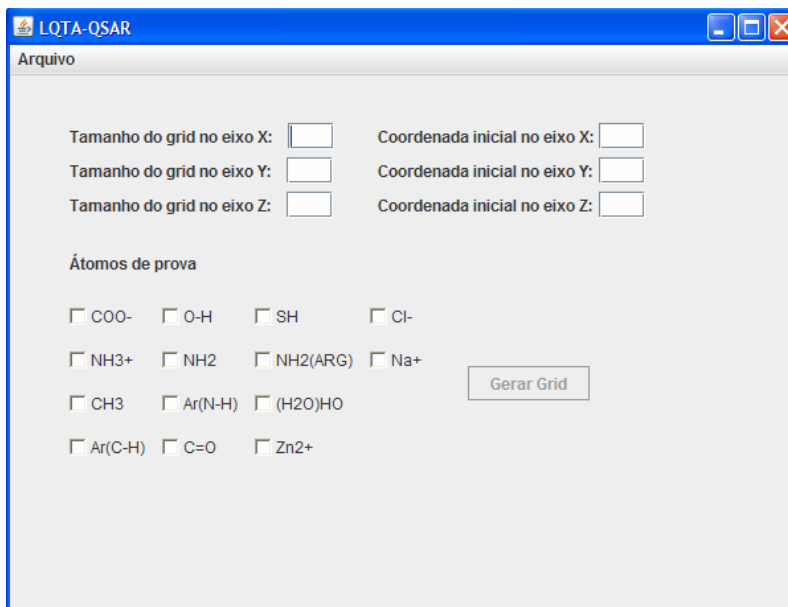 LQTA-QSAR
Arquivo
Tamanho do grid no eixo X: Coordenada inicial no eixo X:
Tamanho do grid no eixo Y: Coordenada inicial no eixo Y:
Tamanho do grid no eixo Z: Coordenada inicial no eixo Z:
Átomos de prova
COO- O-H SH Cl-
NH3+ NH2 NH2(ARG) Na+
Gerar Grid
CH3 Ar(N-H) (H2O)HO
Ar(C-H) C=O Zn2+